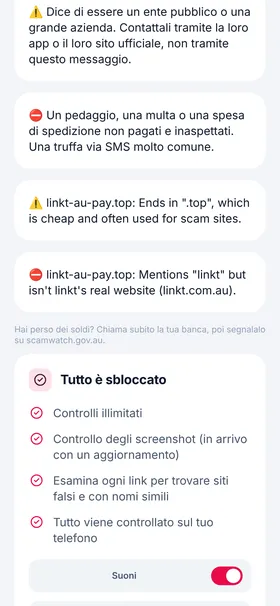 ⚠️ Dice di essere un ente pubblico o una
grande azienda. Contattali tramite la loro
app o il loro sito ufficiale, non tramite
questo messaggio.
⛔ Un pedaggio, una multa o una spesa
di spedizione non pagati e inaspettati.
Una truffa via SMS molto comune.
⚠️ linkt-au-pay.top: Ends in ".top", which
is cheap and often used for scam sites.
⛔ linkt-au-pay.top: Mentions "linkt" but
isn't linkt's real website (linkt.com.au).
Hai perso dei soldi? Chiama subito la tua banca, poi segnalalo
su scamwatch.gov.au.
Tutto è sbloccato
Controlli illimitati
Controllo degli screenshot (in arrivo
con un aggiornamento)
Esamina ogni link per trovare siti
falsi e con nomi simili
Tutto viene controllato sul tuo
telefono
Suoni